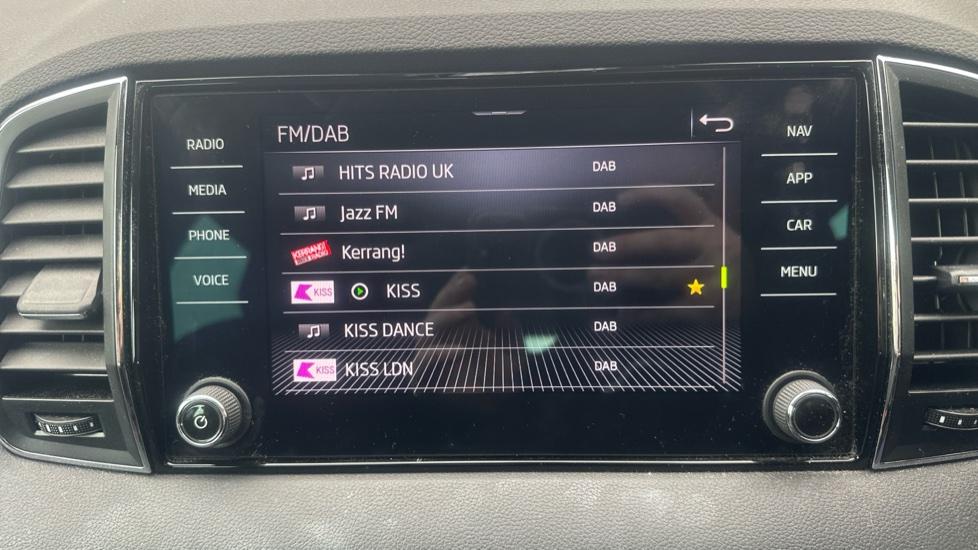 FM/DAB
RADIO
MEDIA
PHONE
VOICE
HITS RADIO UK DAB
Jazz FM DAB
KERRANG! Kerrang! DAB
KISS KISS DAB
KISS DANCE DAB
KISS KISS LDN DAB
NAV
APP
CAR
MENU